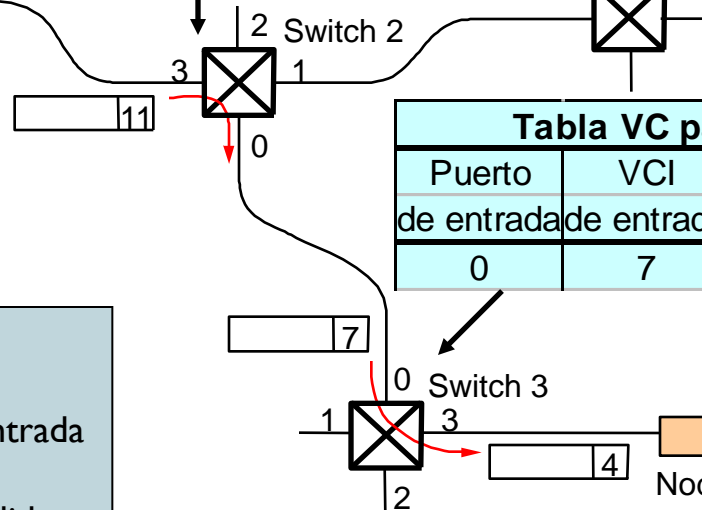 2
Switch 2
3
1
11
0
Tabla VC p
Puerto
VCI
de entrada
de entrad
0
7
7
0
Switch 3
1
3
ntrada
4
No
2